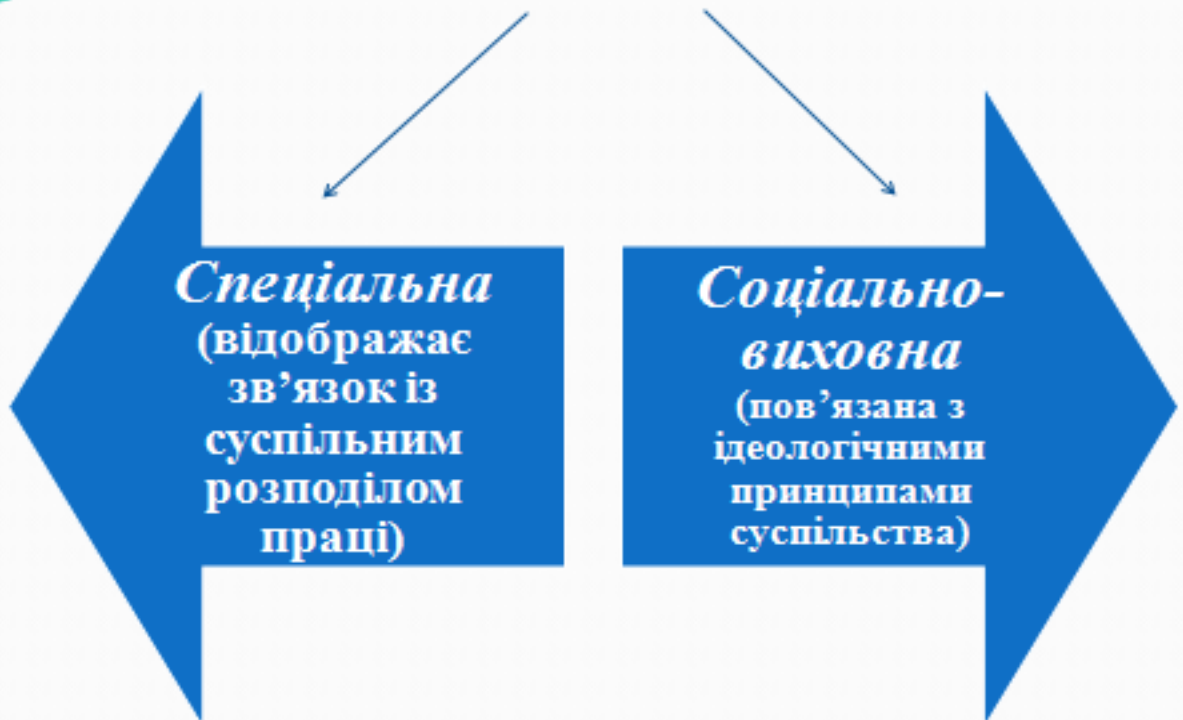 Спеціальна
(відображає
зв’язок із
суспільним
розподілом
праці)
Соціально-
виховна
(пов’язана з
ідеологічними
принципами
суспільства)